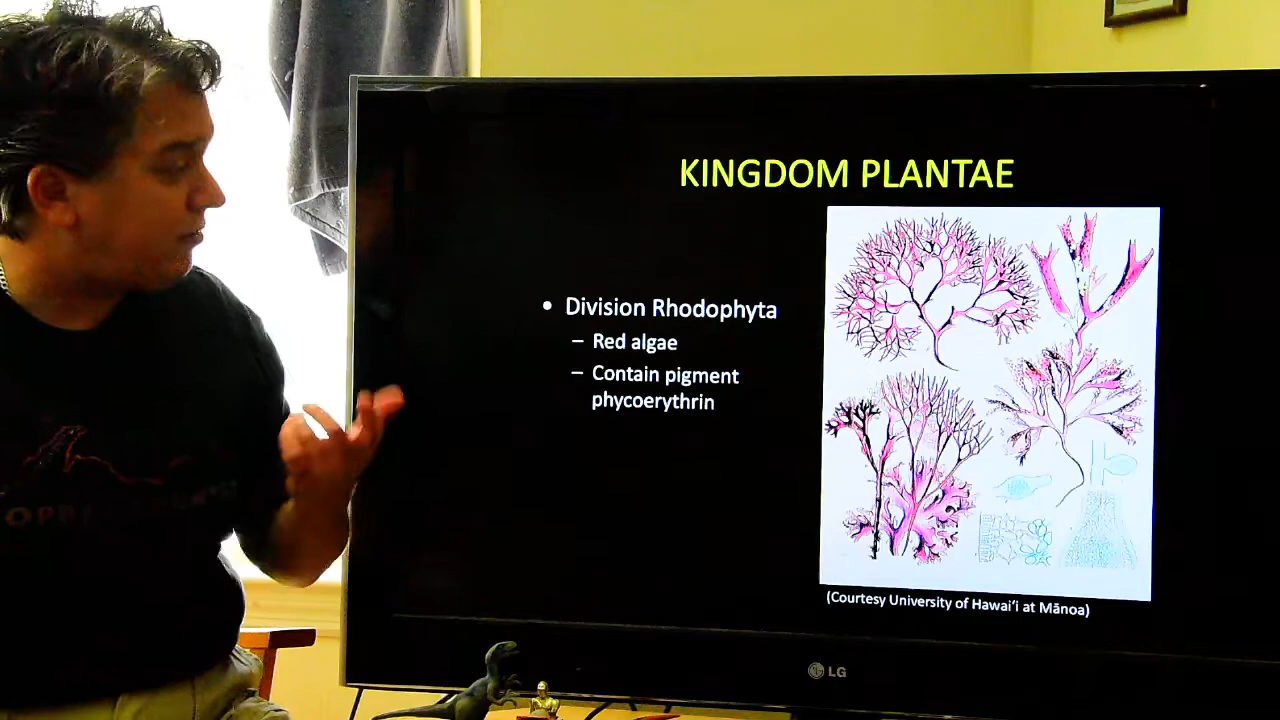 KINGDOM PLANTAE
• Division Rhodophyta
– Red algae
– Contain pigment
phycoerythrin
(Courtesy University of Hawai‘i at Mānoa)
LG